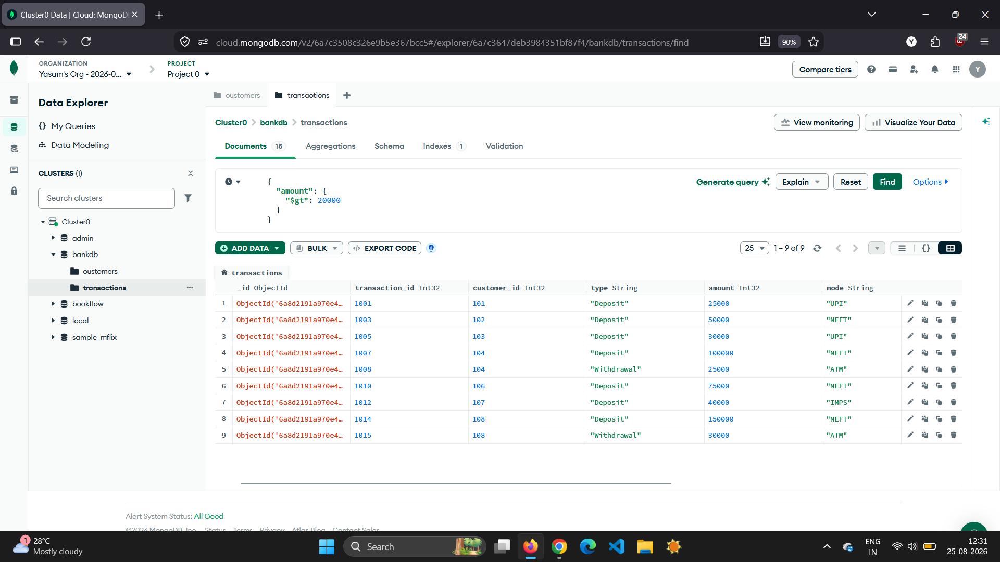 Cluster0 Data | Cloud: MongoDB
cloud.mongodb.com/v2/6a7c3508c326e9b5e367bcc5#/explorer/6a7c3647deb3984351bf87f4/bankdb/transactions/find
90%
Y
24
ORGANIZATION
Yasam's Org - 2026-0...
PROJECT
Project 0
Compare tiers
Y
Data Explorer
My Queries
Data Modeling
CLUSTERS (1)
Search clusters
Cluster0
admin
bankdb
customers
transactions
bookflow
local
sample_mflix
customers
transactions
Cluster0 > bankdb > transactions
View monitoring
Visualize Your Data
Documents 15
Aggregations
Schema
Indexes 1
Validation
{
"amount": {
"$gt": 20000
}
}
Generate query
Explain
Reset
Find
Options
ADD DATA
BULK
</> EXPORT CODE
25
1 – 9 of 9
{}
transactions
_id ObjectId transaction_id Int32 customer_id Int32 type String amount Int32 mode String
1 ObjectId('6a8d2191a970e4… 1001 101 "Deposit" 25000 "UPI"
2 ObjectId('6a8d2191a970e4… 1003 102 "Deposit" 50000 "NEFT"
3 ObjectId('6a8d2191a970e4… 1005 103 "Deposit" 30000 "UPI"
4 ObjectId('6a8d2191a970e4… 1007 104 "Deposit" 100000 "NEFT"
5 ObjectId('6a8d2191a970e4… 1008 104 "Withdrawal" 25000 "ATM"
6 ObjectId('6a8d2191a970e4… 1010 106 "Deposit" 75000 "NEFT"
7 ObjectId('6a8d2191a970e4… 1012 107 "Deposit" 40000 "IMPS"
8 ObjectId('6a8d2191a970e4… 1014 108 "Deposit" 150000 "NEFT"
9 ObjectId('6a8d2191a970e4… 1015 108 "Withdrawal" 30000 "ATM"
Alert System Status: All Good
©2026 MongoDB, Inc. Status Terms Privacy Atlas Blog Contact Sales
1
28°C
Mostly cloudy
Search
ENG
IN
12:31
25-08-2026